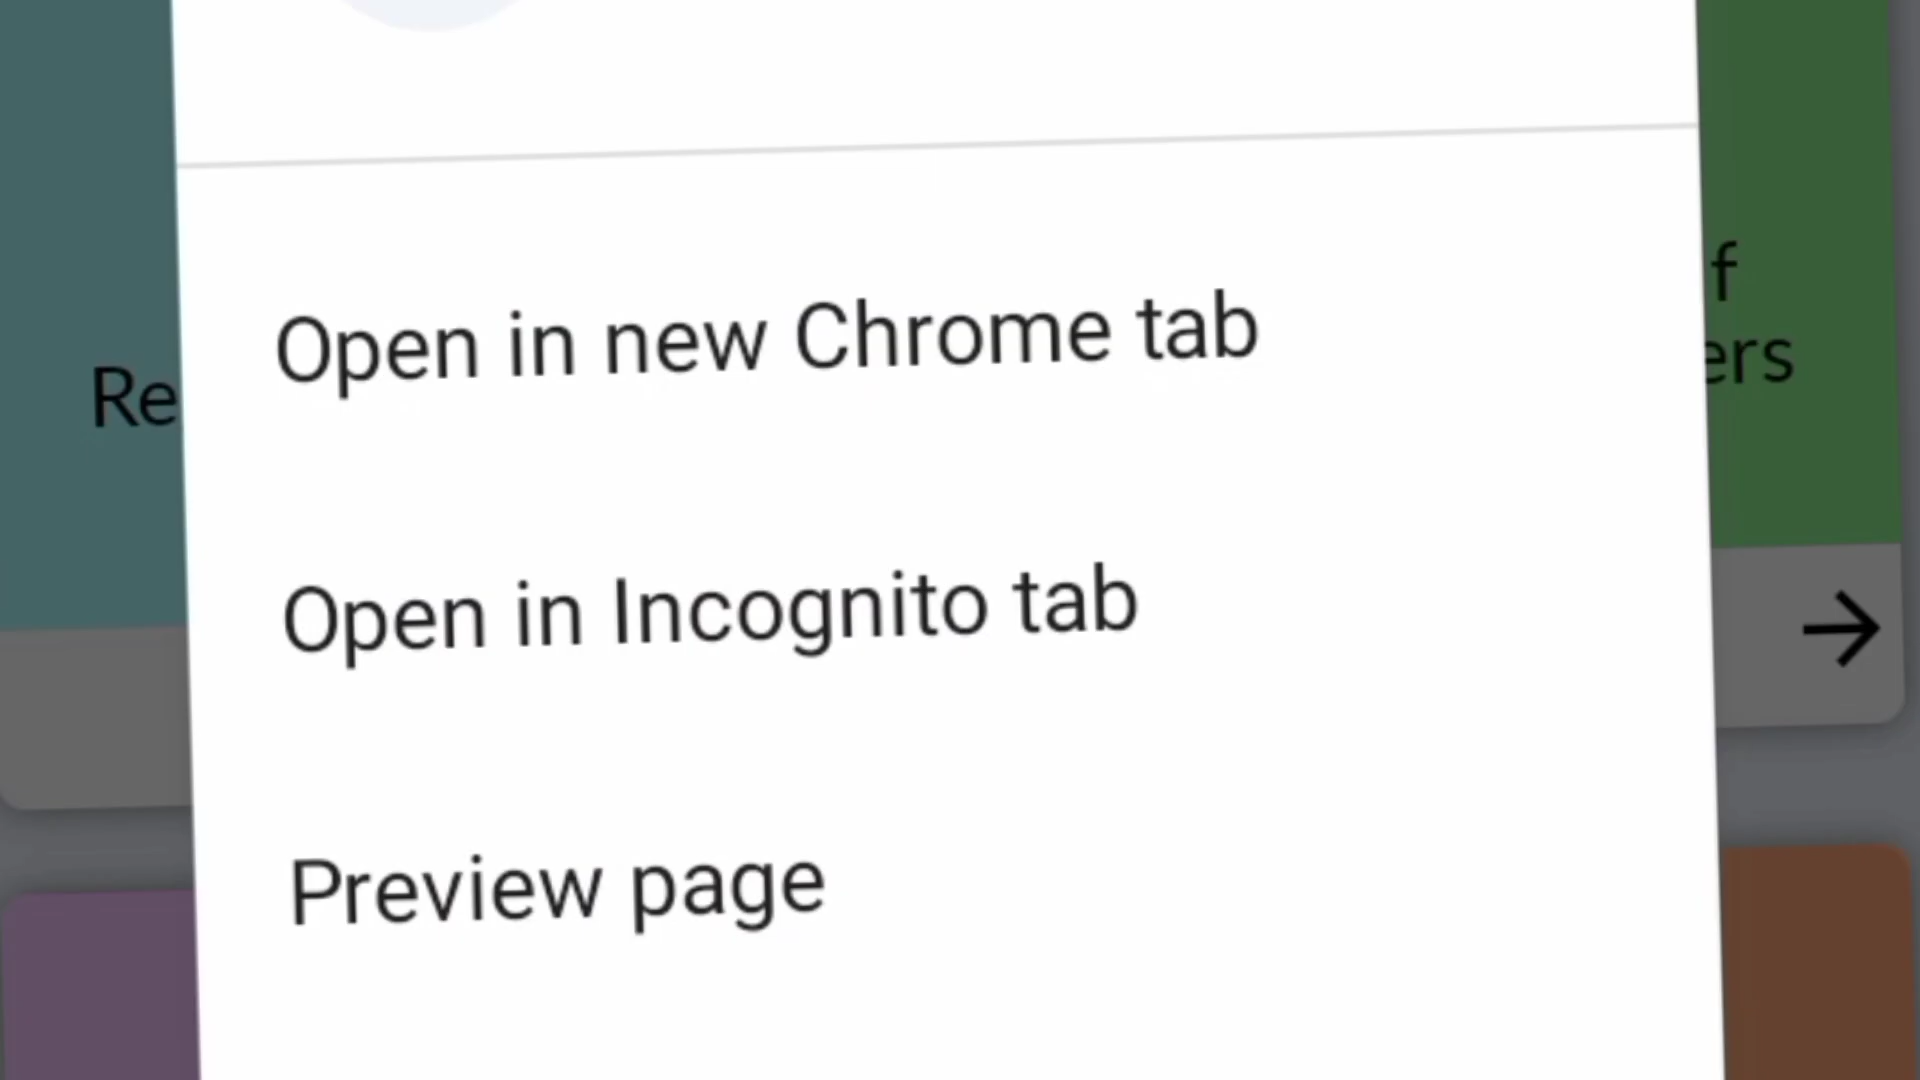 Open in new Chrome tab
Open in Incognito tab
Preview page